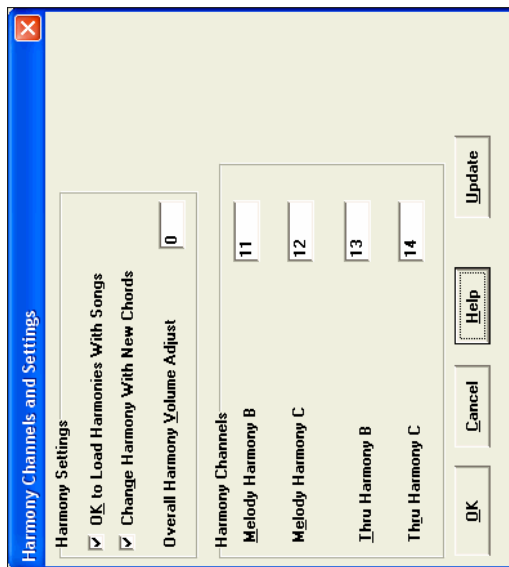 Harmony Channels and Settings
Harmony Settings
OK to Load Harmonies With Songs
Change Harmony With New Chords
Overall Harmony Volume Adjust 0
Harmony Channels
Melody Harmony B 11
Melody Harmony C 12
Thru Harmony B 13
Thru Harmony C 14
OK Cancel Help Update